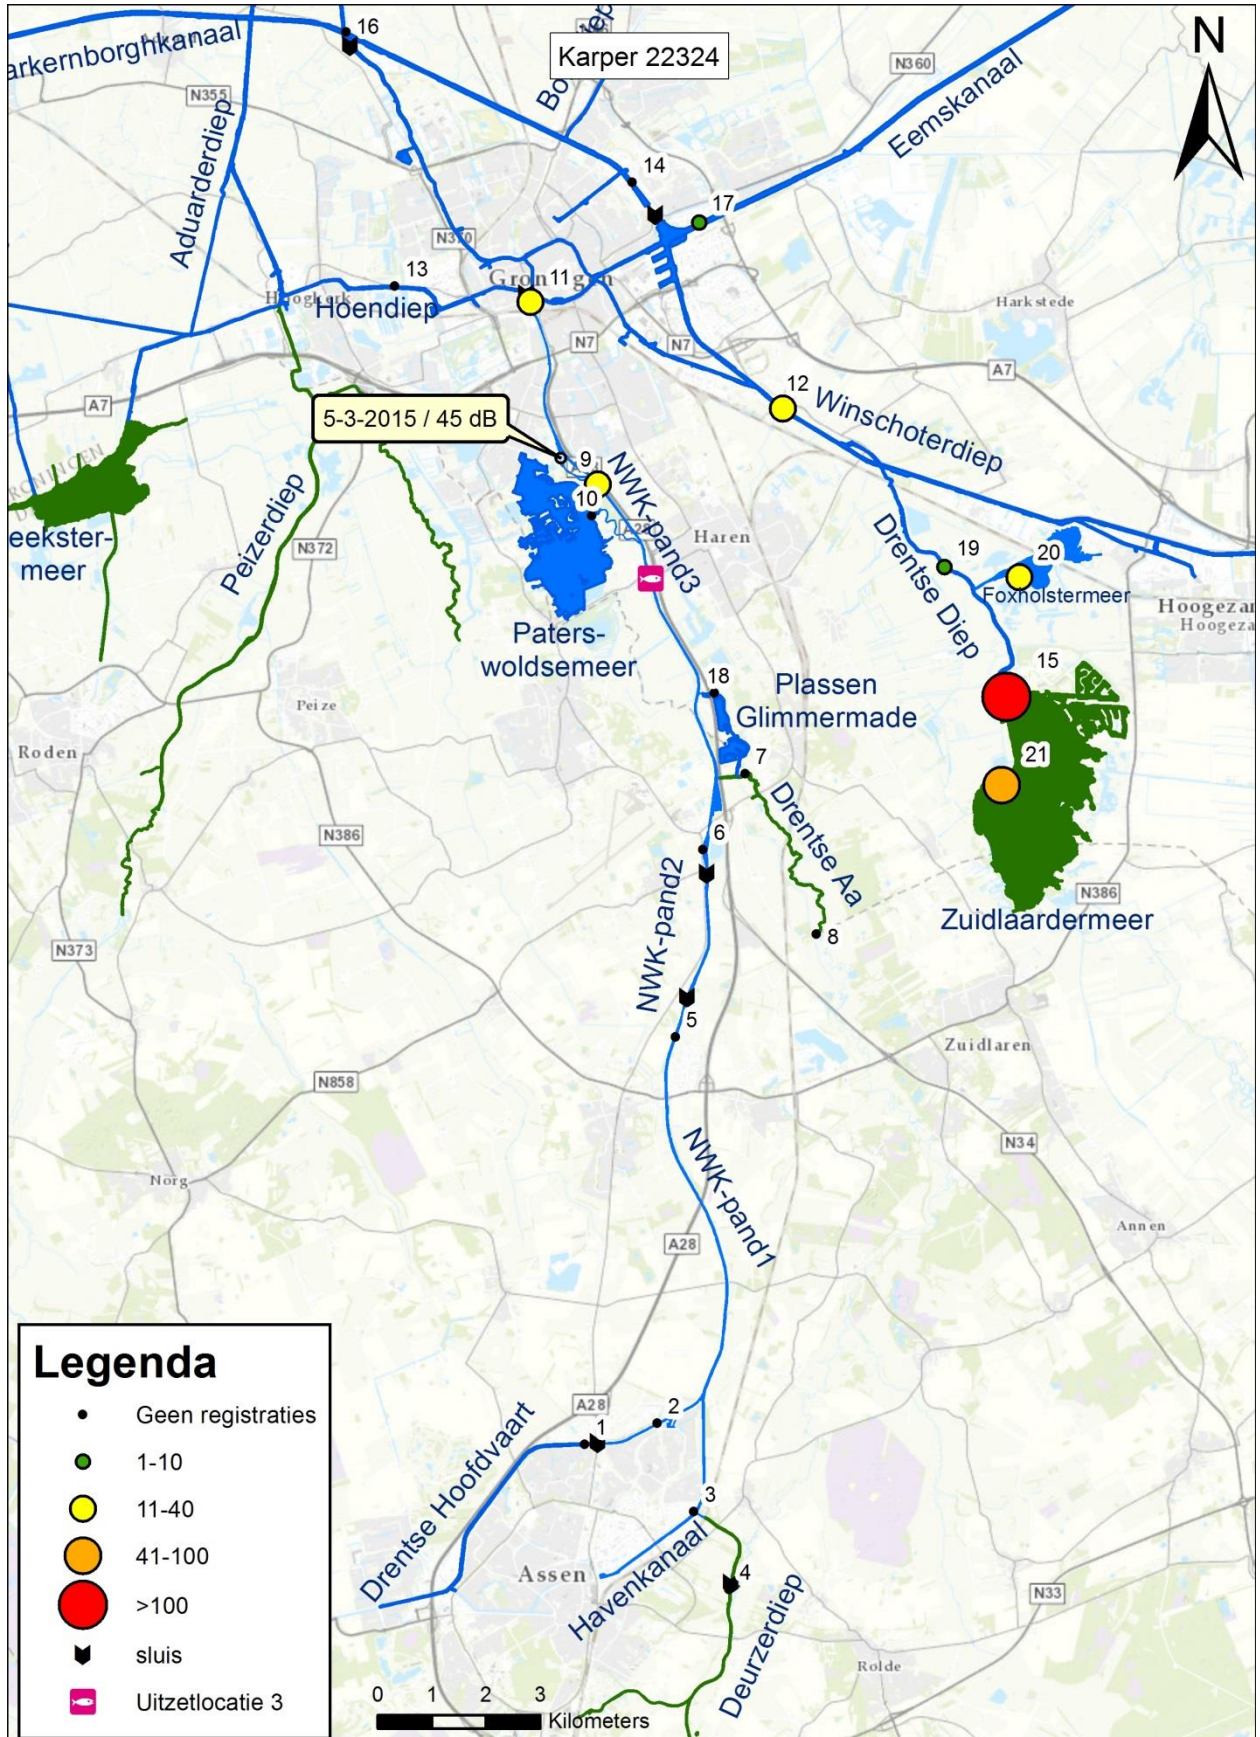 16
arkernborghkanaal
Karper 22324
N
N360
N355
Aduarderdiep
Eemskanaal
14
17
N370
13
11
Groningen
Hoogkerk
Hoendiep
Harkstede
N7
N7
A7
12
Winschoterdiep
A7
5-3-2015 / 45 dB
9
NWK-pand3
10
Haren
Peizerdiep
N372
eekster-
meer
Drentse Diep
19
20
Foxholstermeer
Hoogezan
Hoogeza
Paters-
woldsemeer
15
18
Plassen
Glimmermade
Peize
Roden
21
7
Drentse Aa
N386
6
NWK-pand2
N386
Zuidlaardermeer
8
N373
5
Zuidlaren
N858
NWK-pand1
N34
Norg
Annen
A28
Legenda
Geen registraties
1-10
11-40
41-100
>100
sluis
Uitzetlocatie 3
A28
2
1
Drentse Hoofdvaart
3
Assen
Havenkanaal
4
Deurzerdiep
N33
Rolde
0 1 2 3
Kilometers